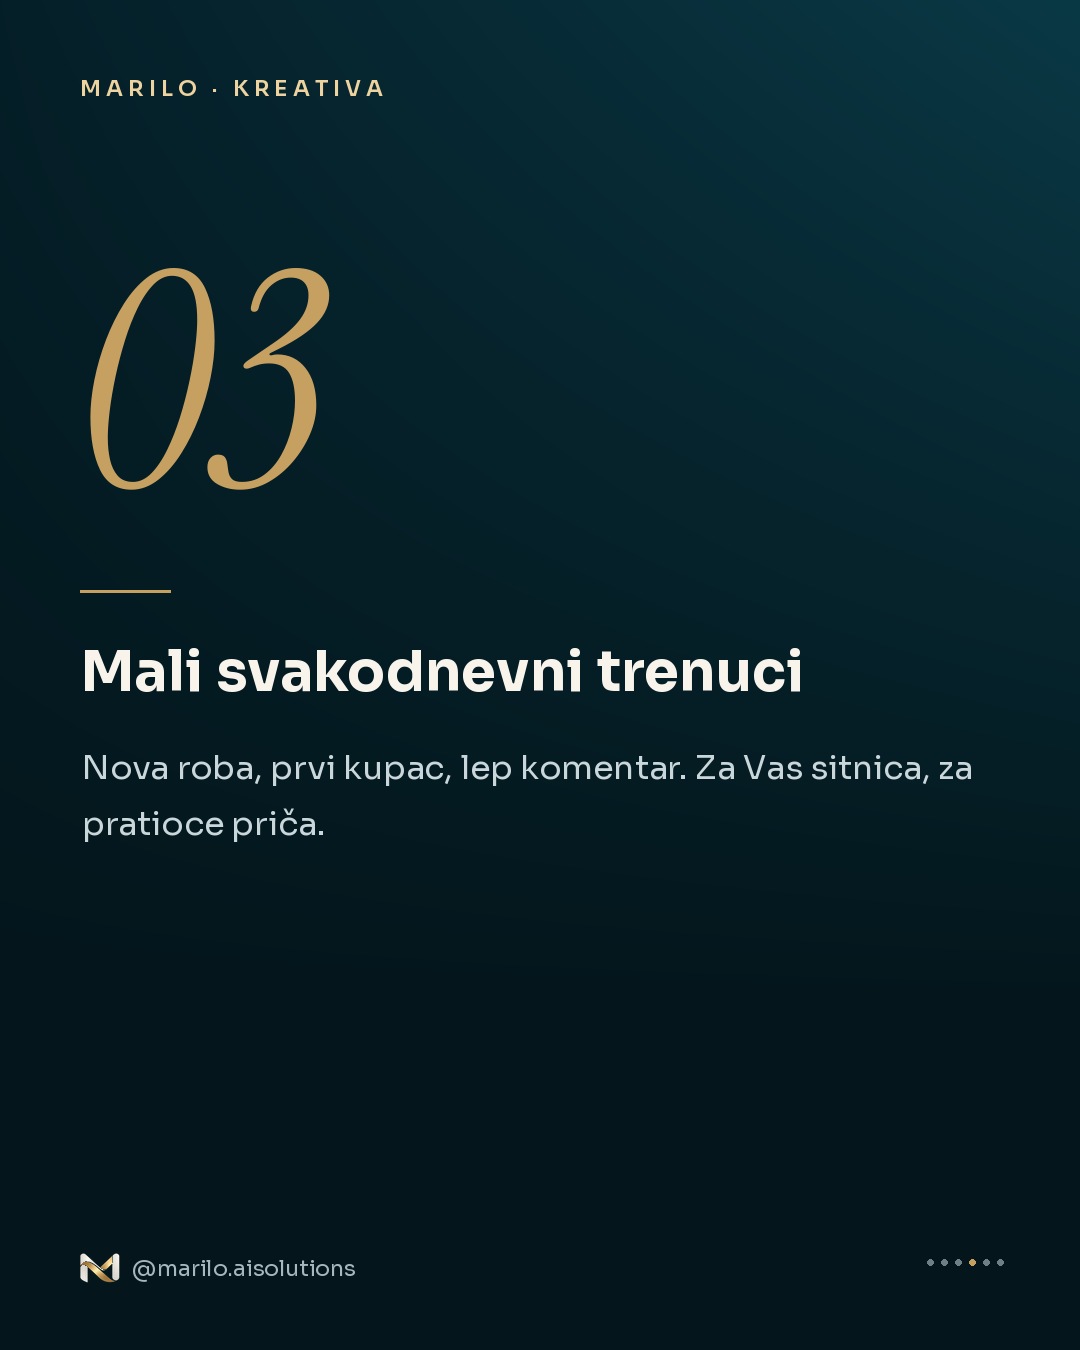 MARILO · KREATIVA
03
Mali svakodnevni trenuci
Nova roba, prvi kupac, lep komentar. Za Vas sitnica, za
pratioce priča.
@marilo.aisolutions